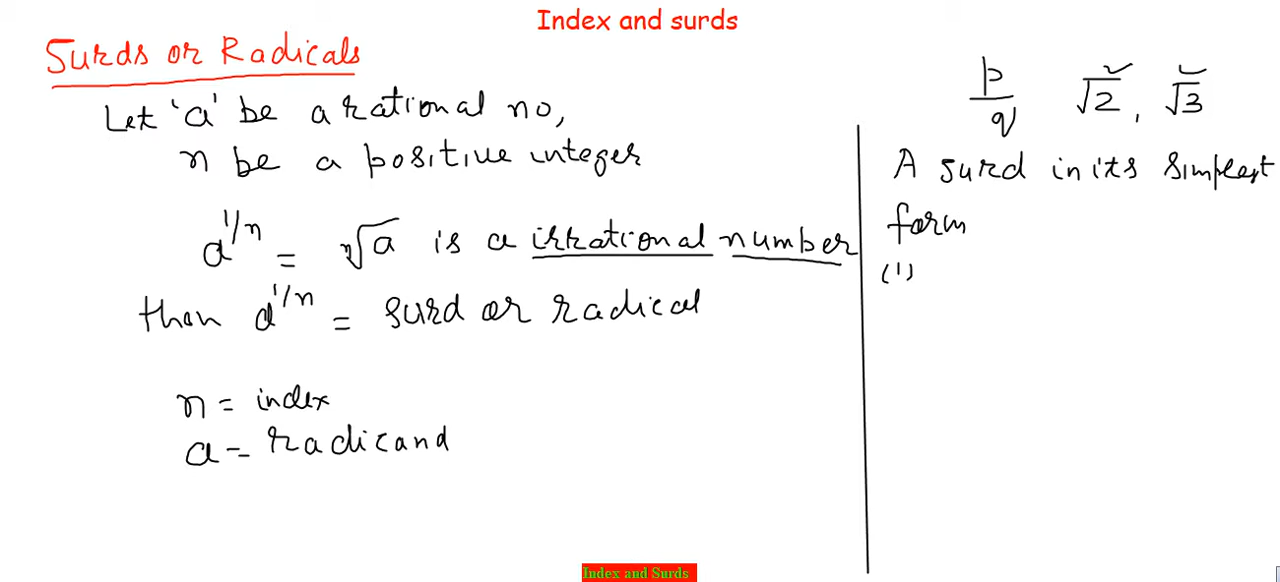 Index and surds
Surds or Radicals
Let 'a' be a rational no,
n be a positive integer
a^1/n = ⁿ√a is a irrational number
then a^1/n = surd or radical
n = index
a = radicand
p/q √2, √3
A surd in its simplest
form
(1)
Index and Surds